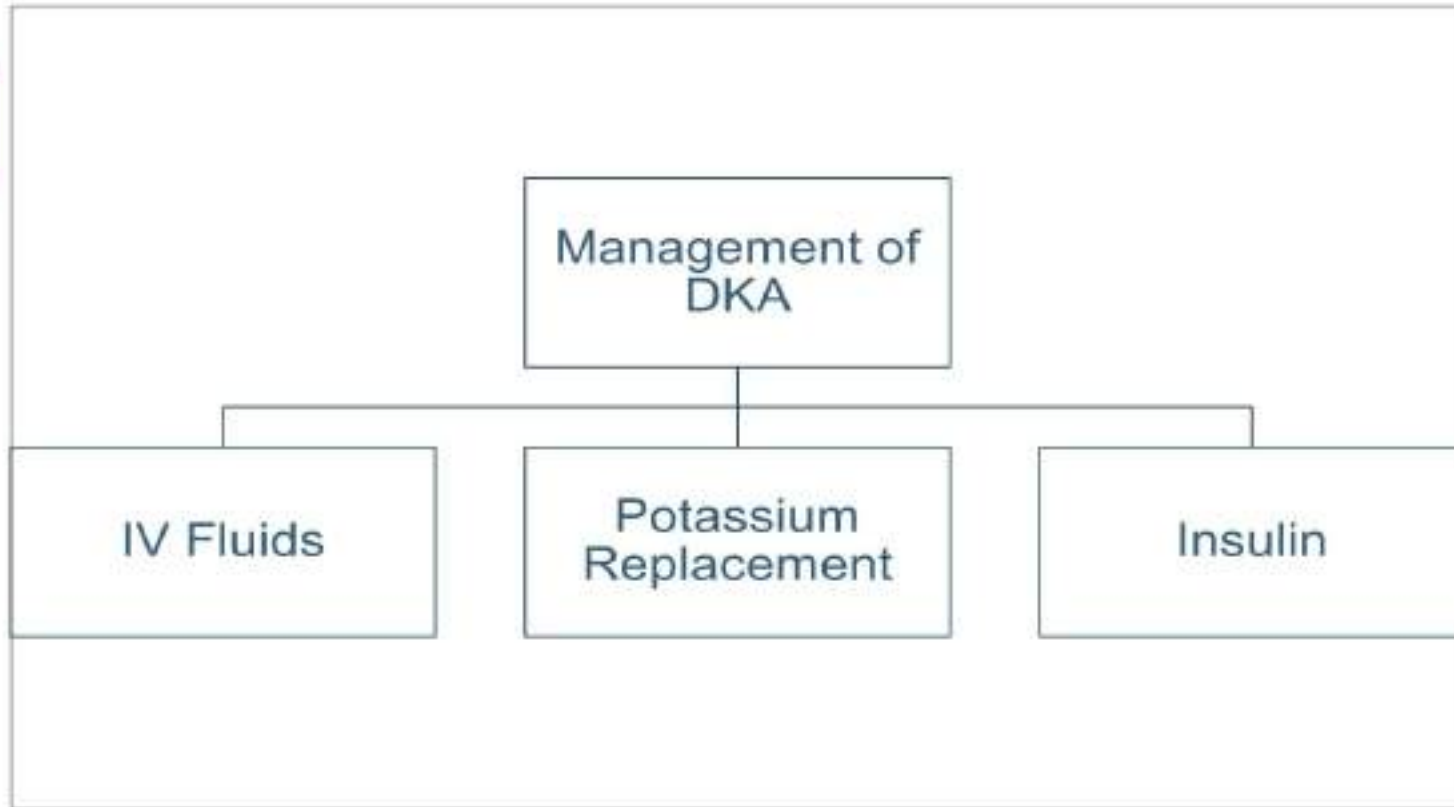 Management of
DKA
IV Fluids
Potassium
Replacement
Insulin